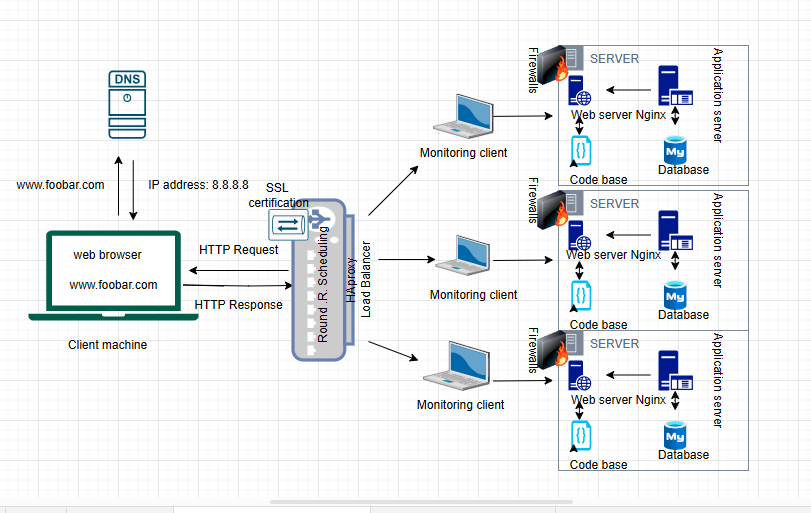 DNS
www.foobar.com
IP address: 8.8.8.8
web browser
www.foobar.com
Client machine
SSL
certification
HTTP Request
HTTP Response
Round .R. Scheduling
HAproxy
Load Balancer
Monitoring client
Monitoring client
Monitoring client
Firewalls
SERVER
Application server
Web server Nginx
{}
Code base
My
Database
Firewalls
SERVER
Application server
Web server Nginx
{}
Code base
My
Database
Firewalls
SERVER
Application server
Web server Nginx
{}
Code base
My
Database